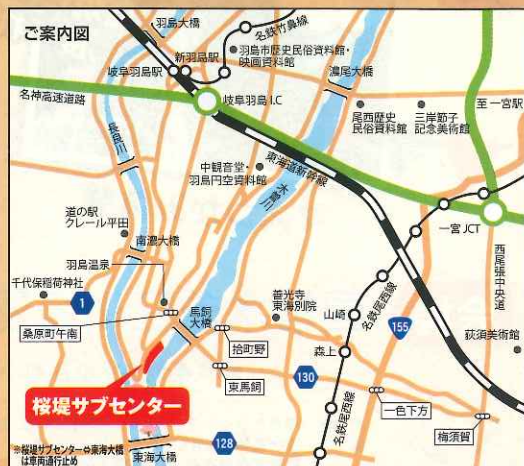 ご案内図
羽島大橋
新羽島駅
岐阜羽島駅
名鉄竹鼻線
羽島市歴史民俗資料館・
映画資料館
濃尾大橋
名神高速道路
岐阜羽島I.C
尾西歴史
民俗資料館
三岸節子
記念美術館
至一宮駅
長良川
中観音堂・
羽島円空資料館
東海道新幹線
木曽川
道の駅
クレール平田
南濃大橋
一宮JCT
西尾張中央道
羽島温泉
千代保稲荷神社
1
桑原町午南
馬飼
大橋
善光寺
東海別院
山崎
名鉄尾西線
155
荻須美術館
拾町野
森上
東馬飼
130
一色下方
桜堤サブセンター
梅須賀
128
名鉄尾西線
東海大橋
※桜堤サブセンター⇔東海大橋
は車両通行止め